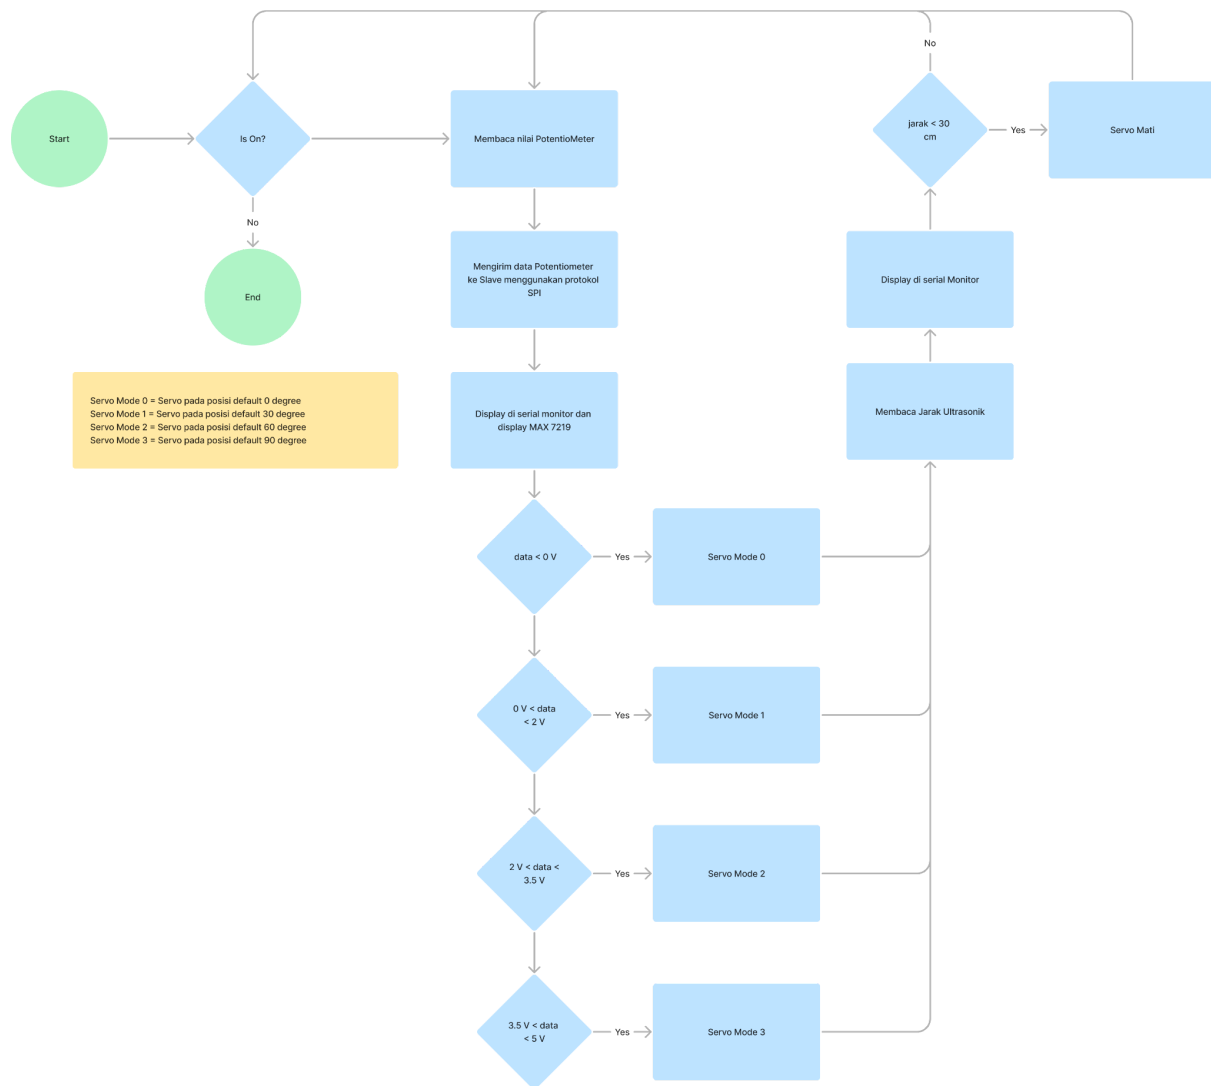 No
Start
Is On?
Membaca nilai PotentioMeter
jarak < 30
cm
Yes
Servo Mati
No
End
Mengirim data Potentiometer
ke Slave menggunakan protokol
SPI
Display di serial Monitor
Servo Mode 0 = Servo pada posisi default 0 degree
Servo Mode 1 = Servo pada posisi default 30 degree
Servo Mode 2 = Servo pada posisi default 60 degree
Servo Mode 3 = Servo pada posisi default 90 degree
Display di serial monitor dan
display MAX 7219
Membaca Jarak Ultrasonik
data < 0 V
Yes
Servo Mode 0
0 V < data
< 2 V
Yes
Servo Mode 1
2 V < data <
3.5 V
Yes
Servo Mode 2
3.5 V < data
< 5 V
Yes
Servo Mode 3